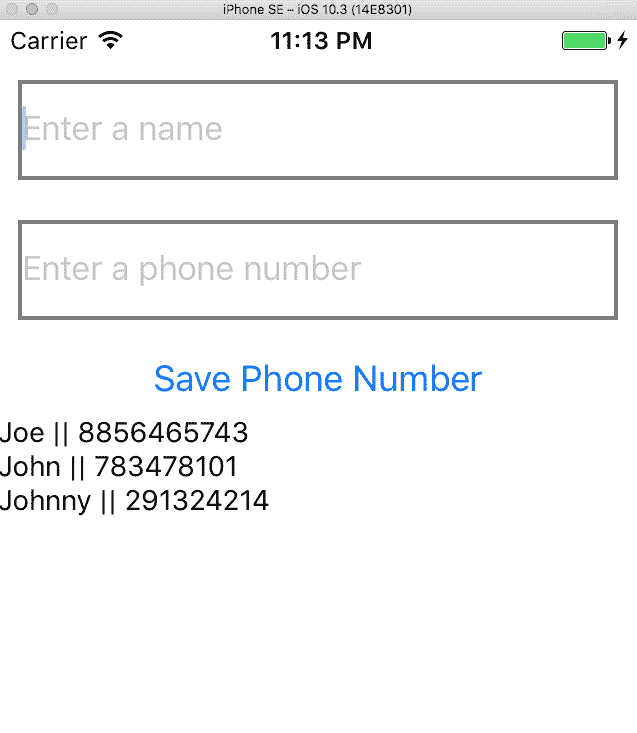 iPhone SE – iOS 10.3 (14E8301)
Carrier 11:13 PM
Enter a name
Enter a phone number
Save Phone Number
Joe || 8856465743
John || 783478101
Johnny || 291324214